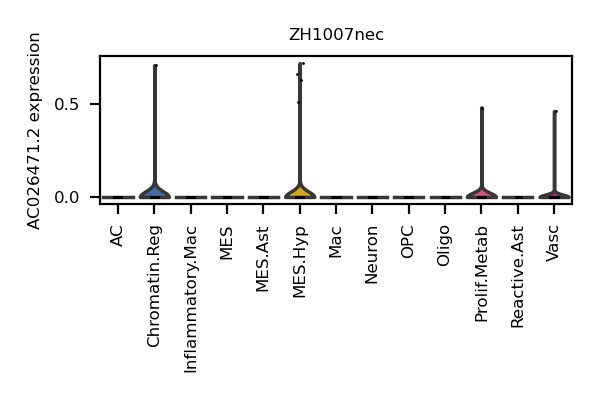 ZH1007nec
AC026471.2 expression
0.5
0.0
AC
Chromatin.Reg
Inflammatory.Mac
MES
MES.Ast
MES.Hyp
Mac
Neuron
OPC
Oligo
Prolif.Metab
Reactive.Ast
Vasc